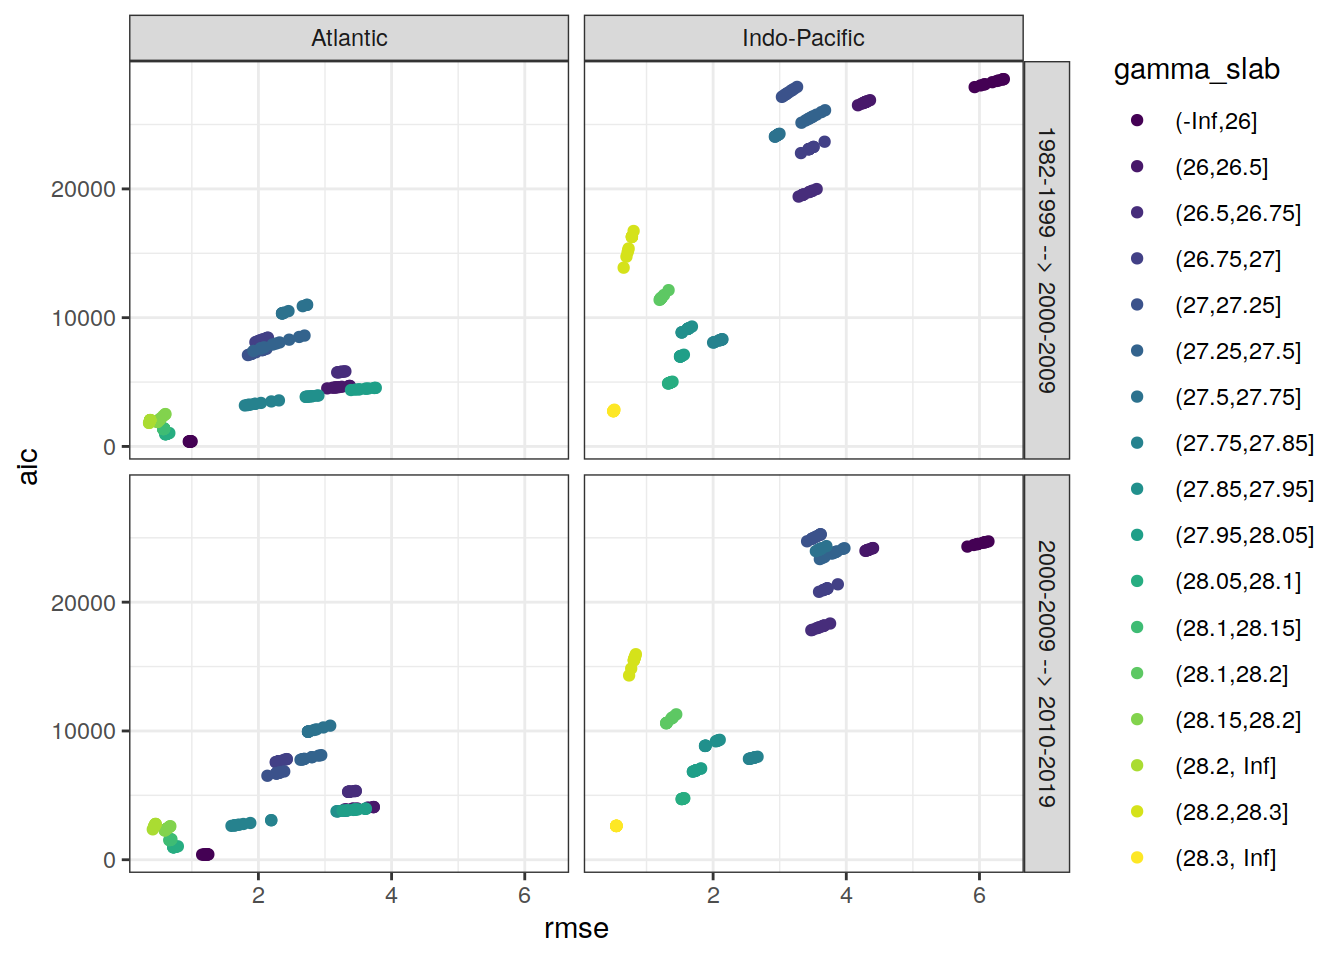 Atlantic
Indo-Pacific
1982-1999 --> 2000-2009
2000-2009 --> 2010-2019
20000
10000
0
20000
10000
0
aic
2
4
6
2
4
6
rmse
gamma_slab
(-Inf,26]
(26,26.5]
(26.5,26.75]
(26.75,27]
(27,27.25]
(27.25,27.5]
(27.5,27.75]
(27.75,27.85]
(27.85,27.95]
(27.95,28.05]
(28.05,28.1]
(28.1,28.15]
(28.1,28.2]
(28.15,28.2]
(28.2, Inf]
(28.2,28.3]
(28.3, Inf]